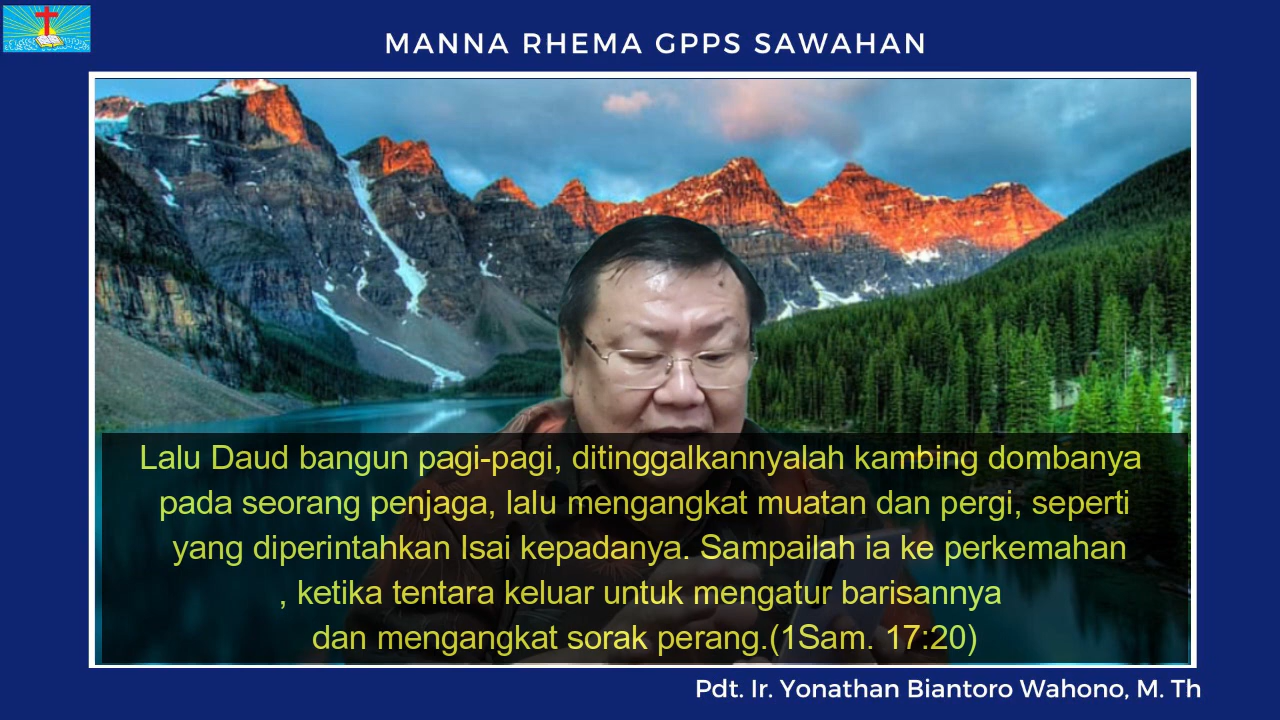 MANNA RHEMA GPPS SAWAHAN
Lalu Daud bangun pagi-pagi, ditinggalkannyalah kambing dombanya
pada seorang penjaga, lalu mengangkat muatan dan pergi, seperti
yang diperintahkan Isai kepadanya. Sampailah ia ke perkemahan
, ketika tentara keluar untuk mengatur barisannya
dan mengangkat sorak perang.(1Sam. 17:20)
Pdt. Ir. Yonathan Biantoro Wahono, M. Th